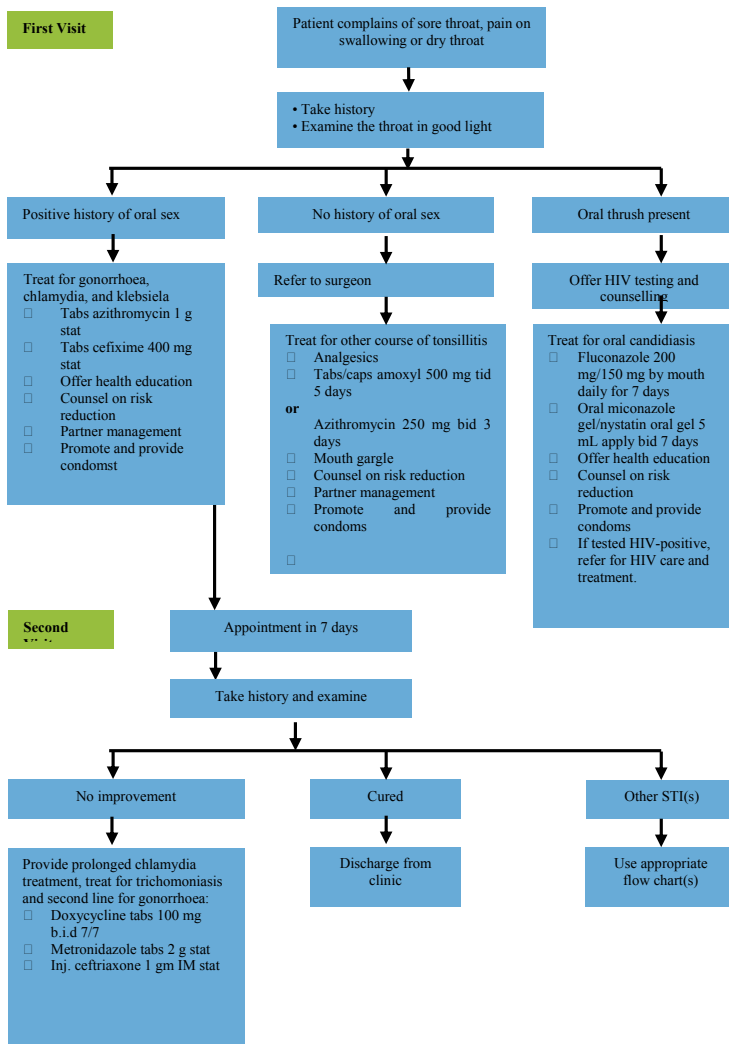 First Visit
Patient complains of sore throat, pain on
swallowing or dry throat
• Take history
• Examine the throat in good light
Positive history of oral sex
No history of oral sex
Oral thrush present
Treat for gonorrhoea,
chlamydia, and klebsiela
Tabs azithromycin 1 g
stat
Tabs cefixime 400 mg
stat
Offer health education
Counsel on risk
reduction
Partner management
Promote and provide
condomst
Refer to surgeon
Treat for other course of tonsillitis
Analgesics
Tabs/caps amoxyl 500 mg tid
5 days
or
Azithromycin 250 mg bid 3
days
Mouth gargle
Counsel on risk reduction
Partner management
Promote and provide
condoms
Offer HIV testing and
counselling
Treat for oral candidiasis
Fluconazole 200
mg/150 mg by mouth
daily for 7 days
Oral miconazole
gel/nystatin oral gel 5
mL apply bid 7 days
Offer health education
Counsel on risk
reduction
Promote and provide
condoms
If tested HIV-positive,
refer for HIV care and
treatment.
Second
Appointment in 7 days
Take history and examine
No improvement
Cured
Other STI(s)
Provide prolonged chlamydia
treatment, treat for trichomoniasis
and second line for gonorrhoea:
Doxycycline tabs 100 mg
b.i.d 7/7
Metronidazole tabs 2 g stat
Inj. ceftriaxone 1 gm IM stat
Discharge from
clinic
Use appropriate
flow chart(s)